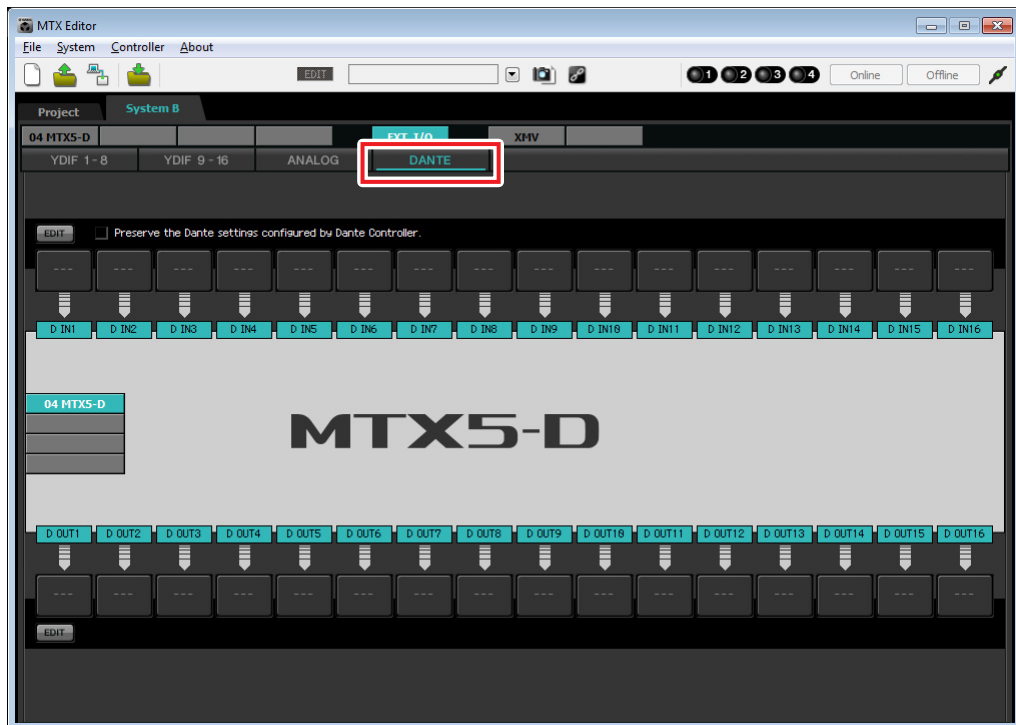 MTX Editor
File System Controller About
EDIT 1 2 3 4 Online Offline
Project System B
04 MTX5-D EXT. I/O XMV
YDIF 1 - 8 YDIF 9 - 16 ANALOG DANTE
EDIT Preserve the Dante settings configured by Dante Controller.
--- --- --- --- --- --- --- --- --- --- --- --- --- --- --- ---
D IN1 D IN2 D IN3 D IN4 D IN5 D IN6 D IN7 D IN8 D IN9 D IN10 D IN11 D IN12 D IN13 D IN14 D IN15 D IN16
04 MTX5-D
MTX5-D
D OUT1 D OUT2 D OUT3 D OUT4 D OUT5 D OUT6 D OUT7 D OUT8 D OUT9 D OUT10 D OUT11 D OUT12 D OUT13 D OUT14 D OUT15 D OUT16
--- --- --- --- --- --- --- --- --- --- --- --- --- --- --- ---
EDIT